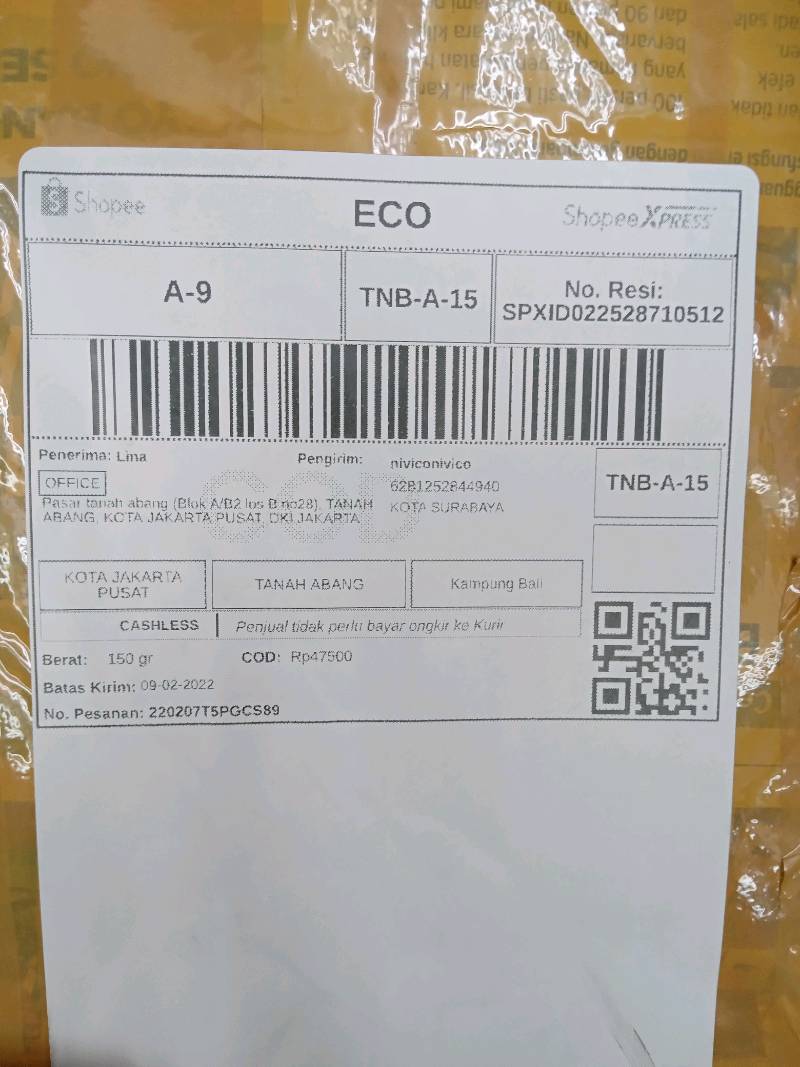 Shopee
ECO
Shopee XPRESS
A-9
TNB-A-15
No. Resi:
SPXID022528710512
Penerima: Lina
OFFICE
Pasar tanah abang (Blok A/B2 los B no28), TANAH
ABANG, KOTA JAKARTA PUSAT, DKI JAKARTA
Pengirim: niviconivico
6281252844940
KOTA SURABAYA
COD
TNB-A-15
KOTA JAKARTA
PUSAT
TANAH ABANG
Kampung Bali
CASHLESS
Penjual tidak perlu bayar ongkir ke Kurir
Berat: 150 gr
COD: Rp47500
Batas Kirim: 09-02-2022
No. Pesanan: 220207T5PGCS89